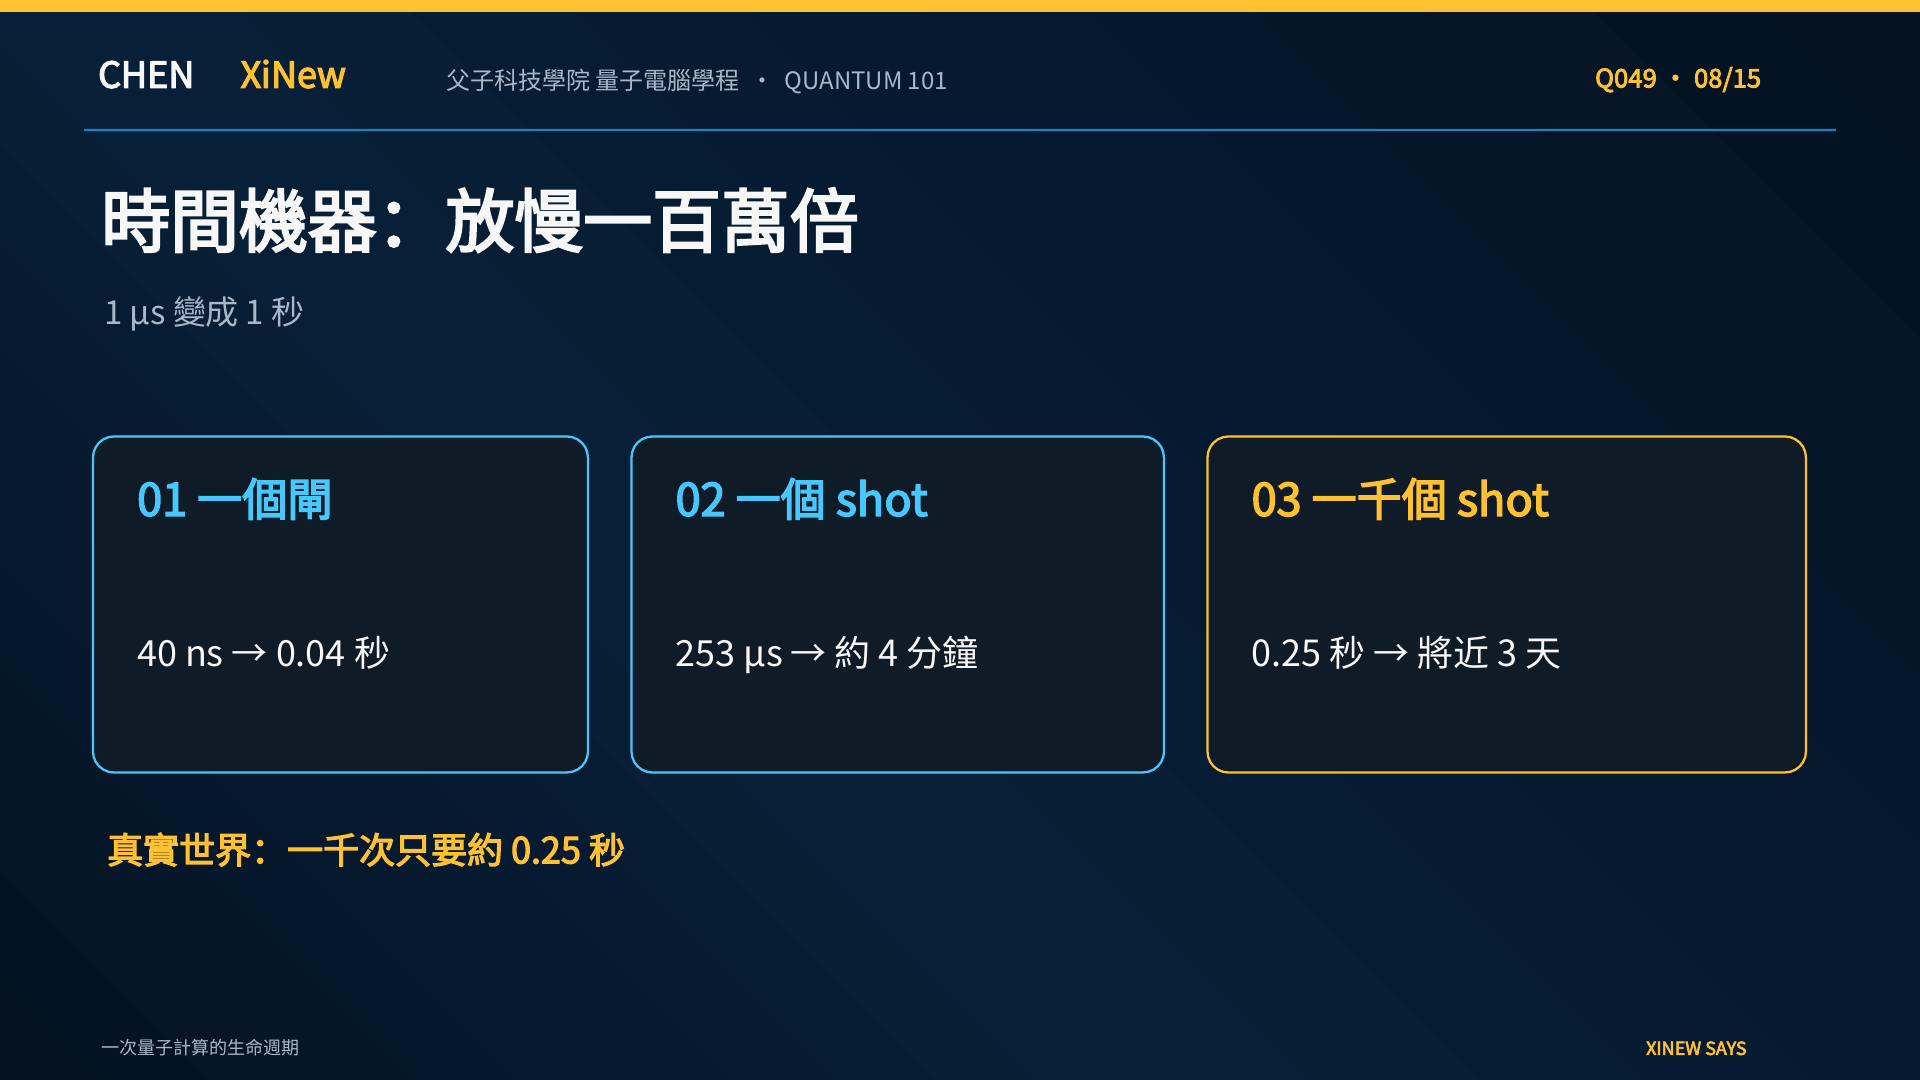 CHEN XiNew 父子科技學院 量子電腦學程 ・ QUANTUM 101 Q049 ・ 08/15
時間機器：放慢一百萬倍
1 µs 變成 1 秒
01 一個閘
40 ns → 0.04 秒
02 一個 shot
253 µs → 約 4 分鐘
03 一千個 shot
0.25 秒 → 將近 3 天
真實世界：一千次只要約 0.25 秒
一次量子計算的生命週期
XINEW SAYS